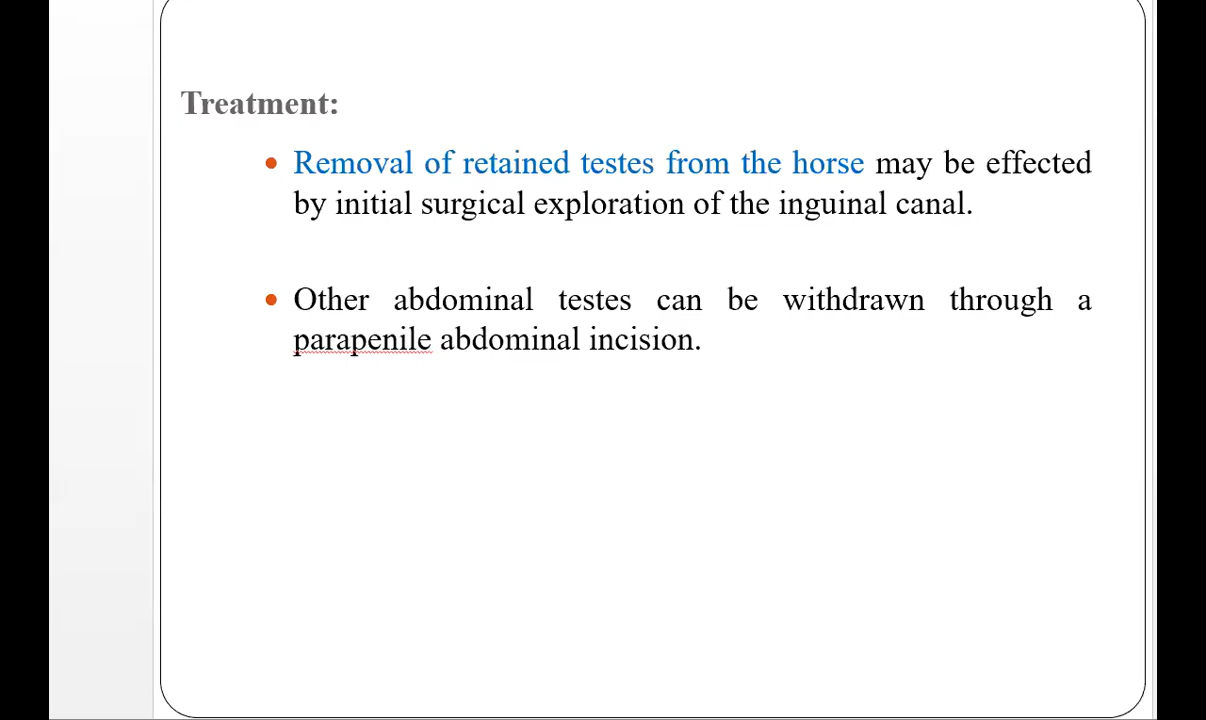 Treatment:
Removal of retained testes from the horse may be effected
by initial surgical exploration of the inguinal canal.
Other abdominal testes can be withdrawn through a
parapenile abdominal incision.